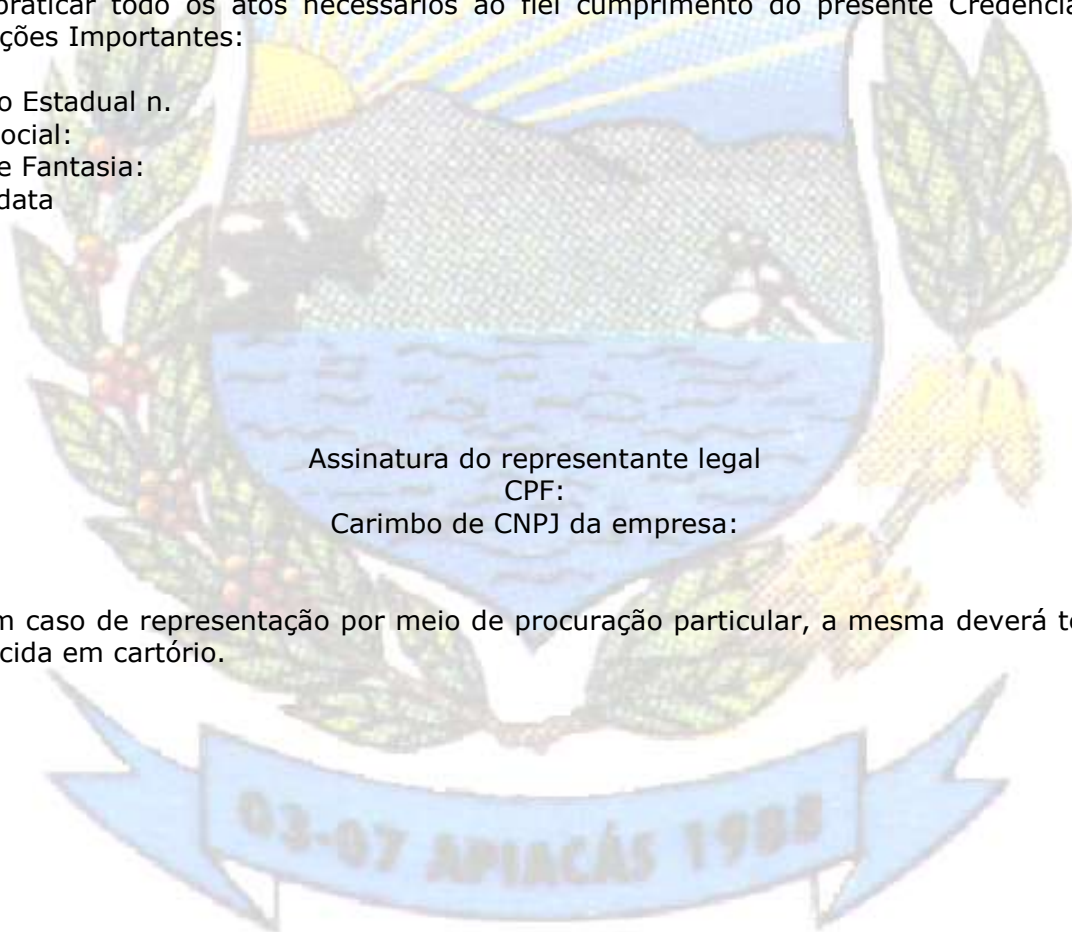 praticar todo os atos necessários ao fiel cumprimento do presente Credencia
ções Importantes:
o Estadual n.
ocial:
e Fantasia:
data
Assinatura do representante legal
CPF:
Carimbo de CNPJ da empresa:
m caso de representação por meio de procuração particular, a mesma deverá te
cida em cartório.
03-07 APIACÁS 1988